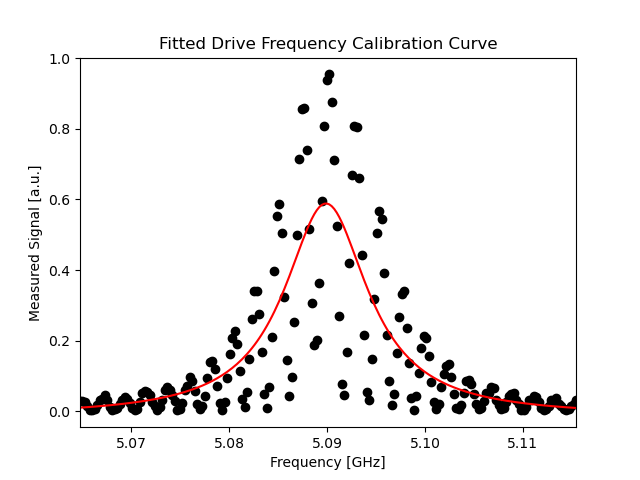 Fitted Drive Frequency Calibration Curve
1.0
0.8
0.6
0.4
0.2
0.0
Measured Signal [a.u.]
5.07 5.08 5.09 5.10 5.11
Frequency [GHz]